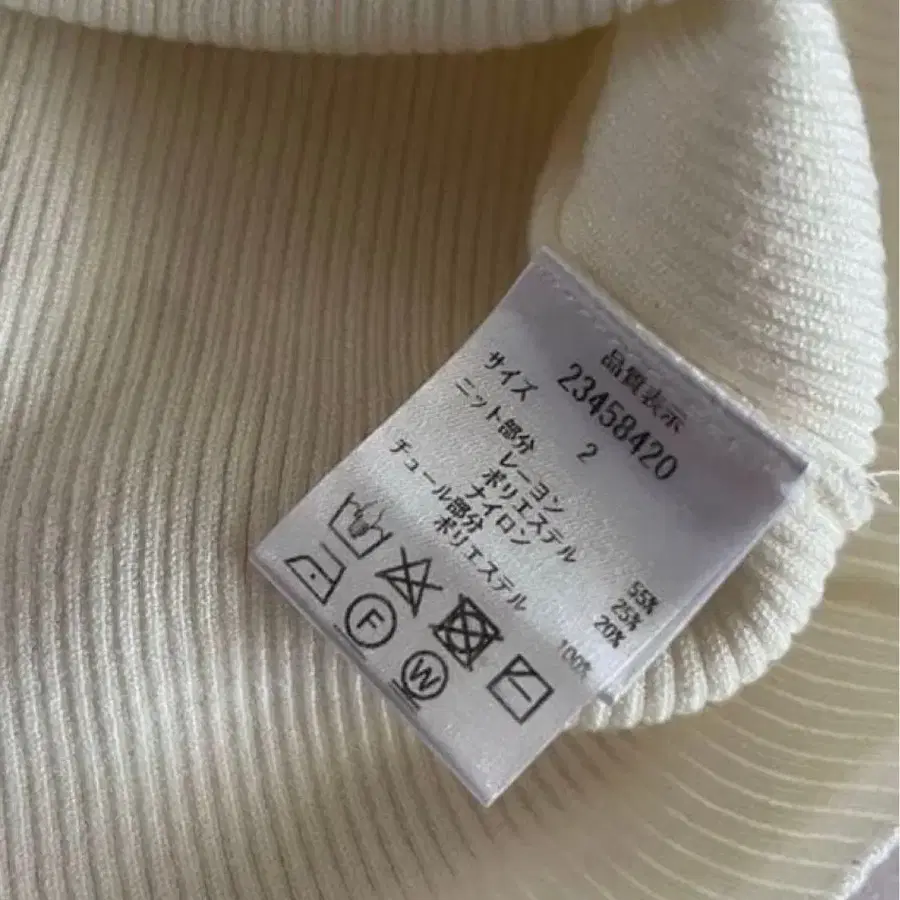 品質表示
23458420
サイズ 2
ニット部分
レーヨン 55%
ポリエステル 25%
ナイロン 20%
チュール部分
ポリエステル 100%
F
W